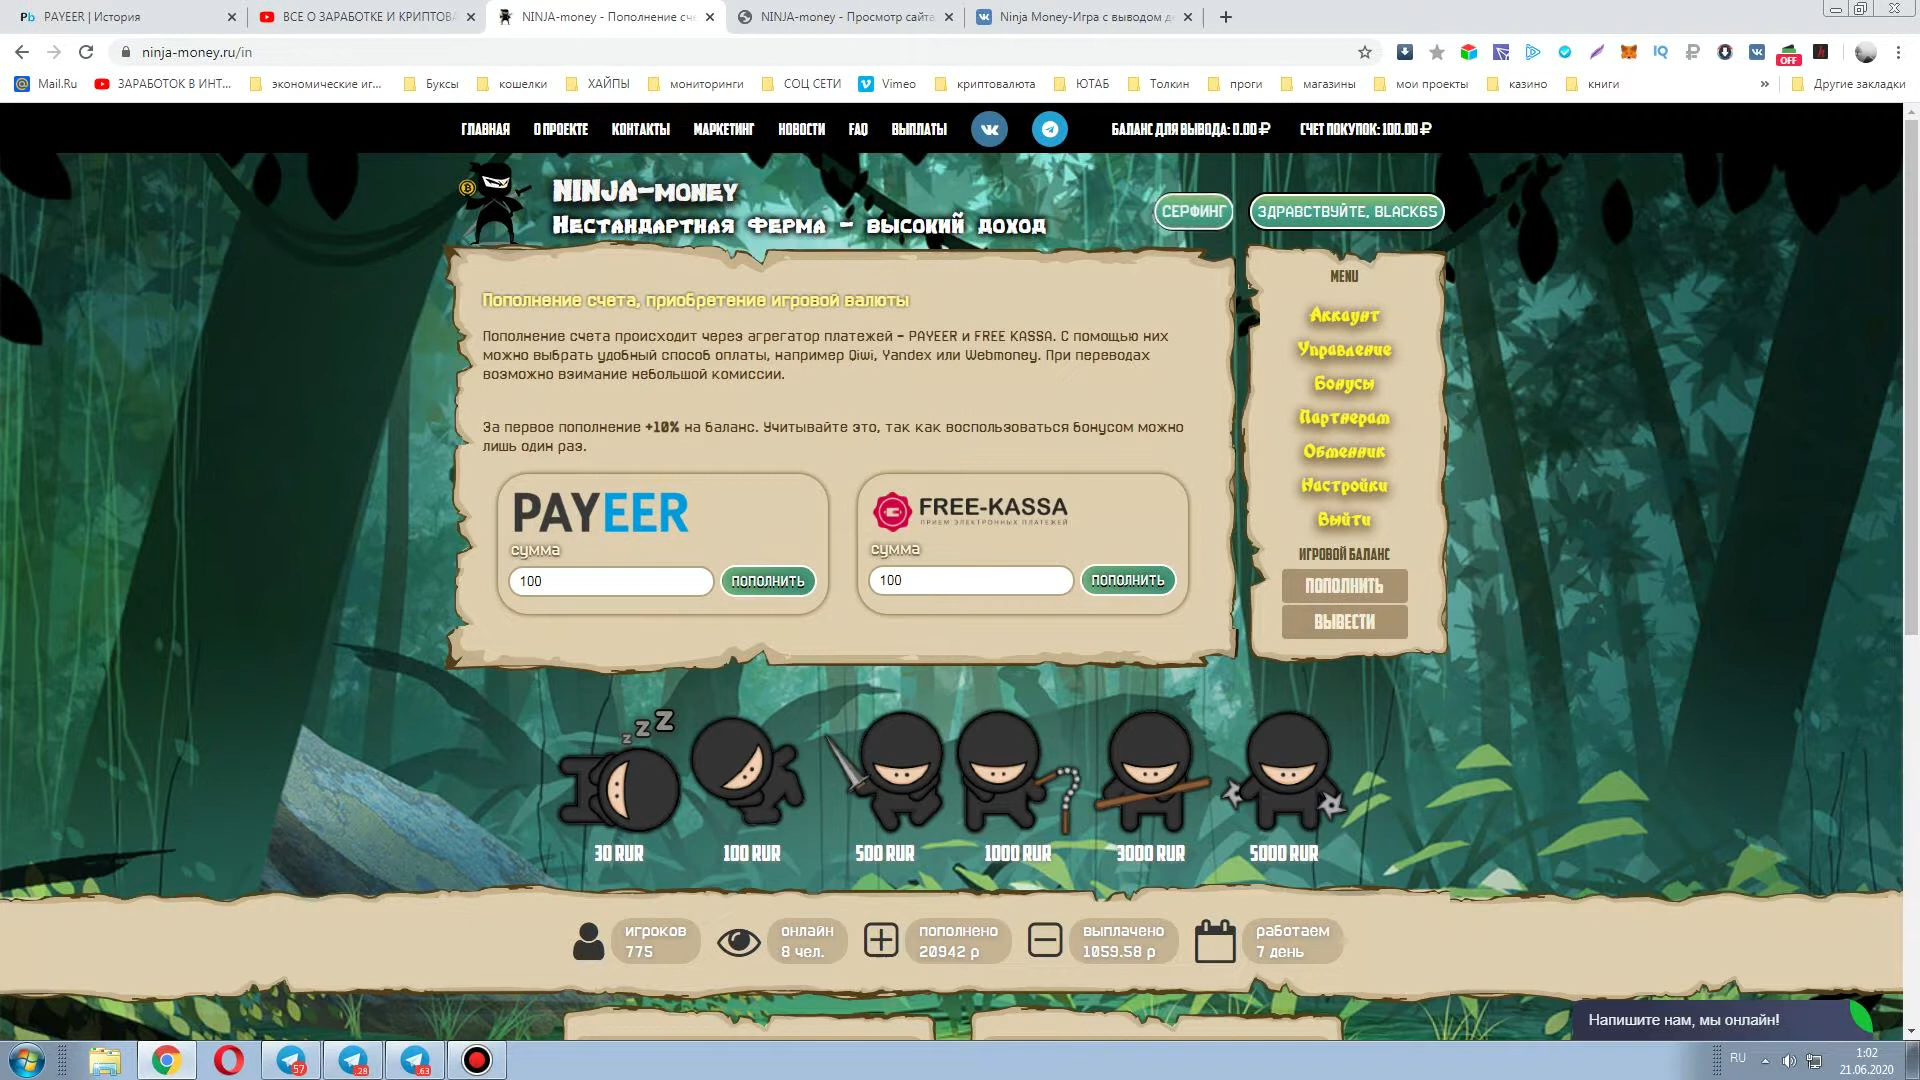 PAYEER | История
ВСЕ О ЗАРАБОТКЕ И КРИПТОВА
NINJA-money - Пополнение сч
NINJA-money - Просмотр сайта
Ninja Money-Игра с выводом д
ninja-money.ru/in
OFF
Mail.Ru
ЗАРАБОТОК В ИНТ...
экономические иг...
Буксы
кошелки
ХАЙПЫ
мониторинги
СОЦ СЕТИ
Vimeo
криптовалюта
ЮТАБ
Толкин
проги
магазины
мои проекты
казино
книги
Другие закладки
ГЛАВНАЯ О ПРОЕКТЕ КОНТАКТЫ МАРКЕТИНГ НОВОСТИ FAQ ВЫПЛАТЫ
БАЛАНС ДЛЯ ВЫВОДА: 0.00 ₽ СЧЕТ ПОКУПОК: 100.00 ₽
NINJA-MONEY
Нестандартная ферма - высокий доход
СЕРФИНГ
ЗДРАВСТВУЙТЕ, BLACK65
Пополнение счета, приобретение игровой валюты
Пополнение счета происходит через агрегатор платежей - PAYEER и FREE KASSA. С помощью них
можно выбрать удобный способ оплаты, например Qiwi, Yandex или Webmoney. При переводах
возможно взимание небольшой комиссии.
За первое пополнение +10% на баланс. Учитывайте это, так как воспользоваться бонусом можно
лишь один раз.
PAYEER
сумма
100
ПОПОЛНИТЬ
FREE-KASSA
ПРИЕМ ЭЛЕКТРОННЫХ ПЛАТЕЖЕЙ
сумма
100
ПОПОЛНИТЬ
MENU
Аккаунт
Управление
Бонусы
Партнерам
Обменник
Настройки
Выйти
ИГРОВОЙ БАЛАНС
ПОПОЛНИТЬ
ВЫВЕСТИ
z z z
30 RUR 100 RUR 500 RUR 1000 RUR 3000 RUR 5000 RUR
игроков
775
онлайн
8 чел.
пополнено
20942 р
выплачено
1059.58 р
работаем
7 день
Напишите нам, мы онлайн!
57
28
63
RU
1:02
21.06.2020